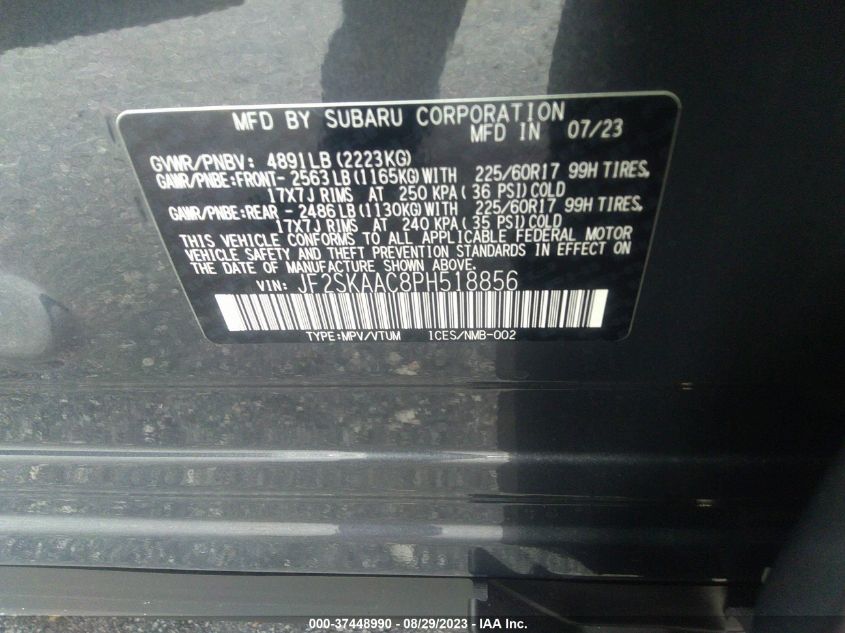 MFD BY SUBARU CORPORATION
MFD IN 07/23
GVWR/PNBV: 4891LB (2223KG)
GAWR/PNBE:FRONT- 2563LB (1165KG) WITH 225/60R17 99H TIRES,
17X7J RIMS AT 250 KPA ( 36 PSI) COLD
GAWR/PNBE:REAR - 2486LB (1130KG) WITH 225/60R17 99H TIRES,
17X7J RIMS AT 240 KPA ( 35 PSI) COLD
THIS VEHICLE CONFORMS TO ALL APPLICABLE FEDERAL MOTOR
VEHICLE SAFETY AND THEFT PREVENTION STANDARDS IN EFFECT ON
THE DATE OF MANUFACTURE SHOWN ABOVE.
VIN: JF2SKAAC8PH518856
TYPE:MPV/VTUM ICES/NMB-002
000-37448990 - 08/29/2023 - IAA Inc.